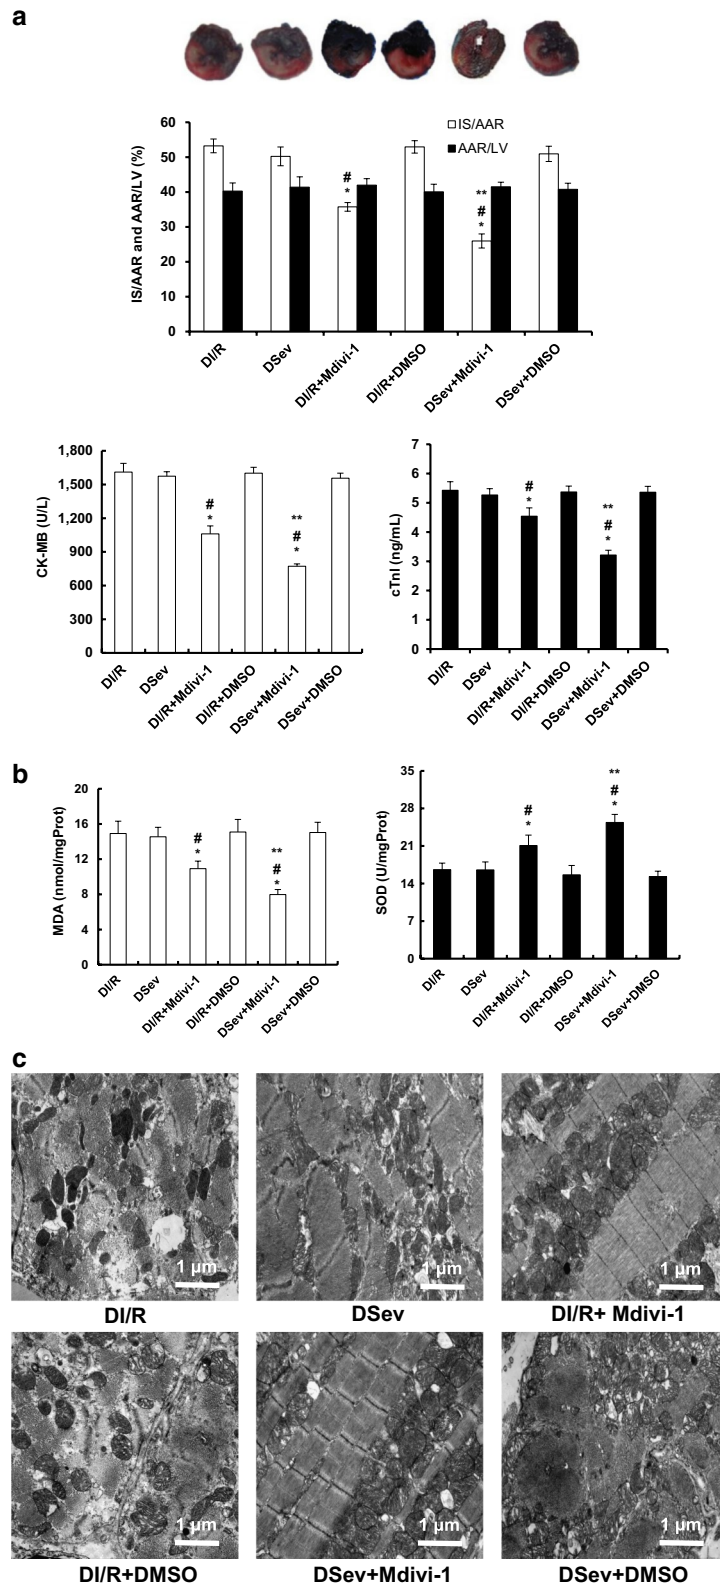 a
60
50
40
30
20
10
0
IS/AAR and AAR/LV (%)
IS/AAR
AAR/LV
#
*
**
#
*
DI/R
DSev
DI/R+Mdivi-1
DI/R+DMSO
DSev+Mdivi-1
DSev+DMSO
1,800
1,500
1,200
900
600
300
0
CK-MB (U/L)
#
*
**
#
*
DI/R
DSev
DI/R+Mdivi-1
DI/R+DMSO
DSev+Mdivi-1
DSev+DMSO
7
6
5
4
3
2
1
0
cTnI (ng/mL)
#
*
**
#
*
DI/R
DSev
DI/R+Mdivi-1
DI/R+DMSO
DSev+Mdivi-1
DSev+DMSO
b
20
16
12
8
4
0
MDA (nmol/mgProt)
#
*
**
#
*
DI/R
DSev
DI/R+Mdivi-1
DI/R+DMSO
DSev+Mdivi-1
DSev+DMSO
35
28
21
14
7
0
SOD (U/mgProt)
#
*
**
#
*
DI/R
DSev
DI/R+Mdivi-1
DI/R+DMSO
DSev+Mdivi-1
DSev+DMSO
c
1 μm
1 μm
1 μm
DI/R
DSev
DI/R+ Mdivi-1
1 μm
1 μm
1 μm
DI/R+DMSO
DSev+Mdivi-1
DSev+DMSO